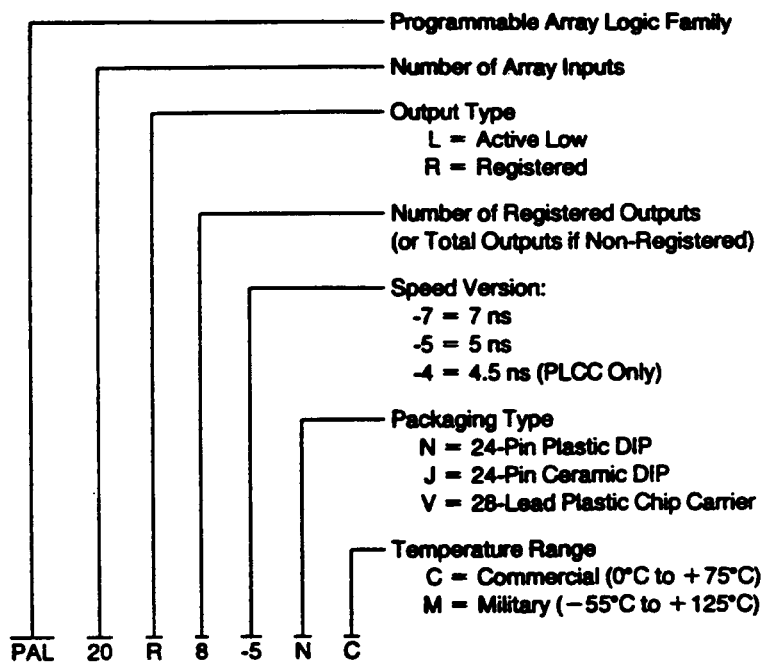 Programmable Array Logic Family
Number of Array Inputs
Output Type
L = Active Low
R = Registered
Number of Registered Outputs
(or Total Outputs if Non-Registered)
Speed Version:
-7 = 7 ns
-5 = 5 ns
-4 = 4.5 ns (PLCC Only)
Packaging Type
N = 24-Pin Plastic DIP
J = 24-Pin Ceramic DIP
V = 28-Lead Plastic Chip Carrier
Temperature Range
C = Commercial (0°C to +75°C)
M = Military (−55°C to +125°C)
PAL 20 R 8 -5 N C